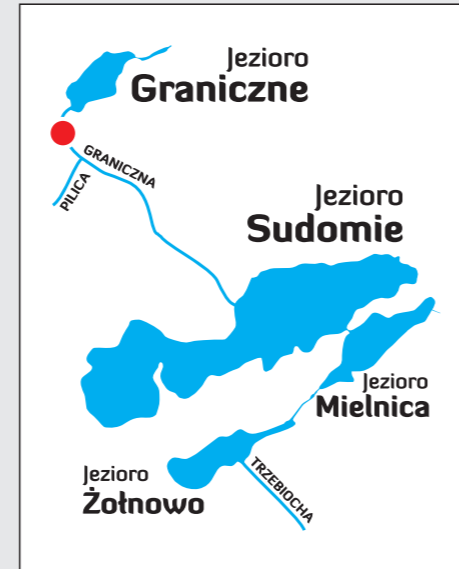 Jezioro
Graniczne
GRANICZNA
PILICA
Jezioro
Sudomie
Jezioro
Mielnica
Jezioro
Żołnowo
TRZEBIOCHA